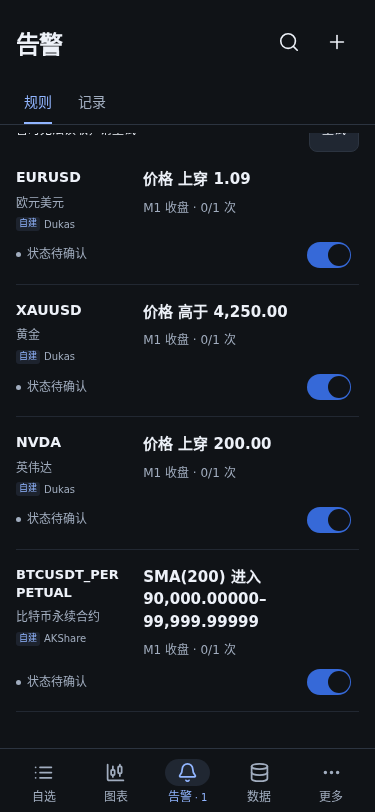 告警
规则 记录
EURUSD
价格 上穿 1.09
欧元美元
M1 收盘 · 0/1 次
自建 Dukas
状态待确认
XAUUSD
价格 高于 4,250.00
黄金
M1 收盘 · 0/1 次
自建 Dukas
状态待确认
NVDA
价格 上穿 200.00
英伟达
M1 收盘 · 0/1 次
自建 Dukas
状态待确认
BTCUSDT_PER
PETUAL
SMA(200) 进入
90,000.00000–
99,999.99999
比特币永续合约
M1 收盘 · 0/1 次
自建 AKShare
状态待确认
自选 图表 告警 · 1 数据 更多